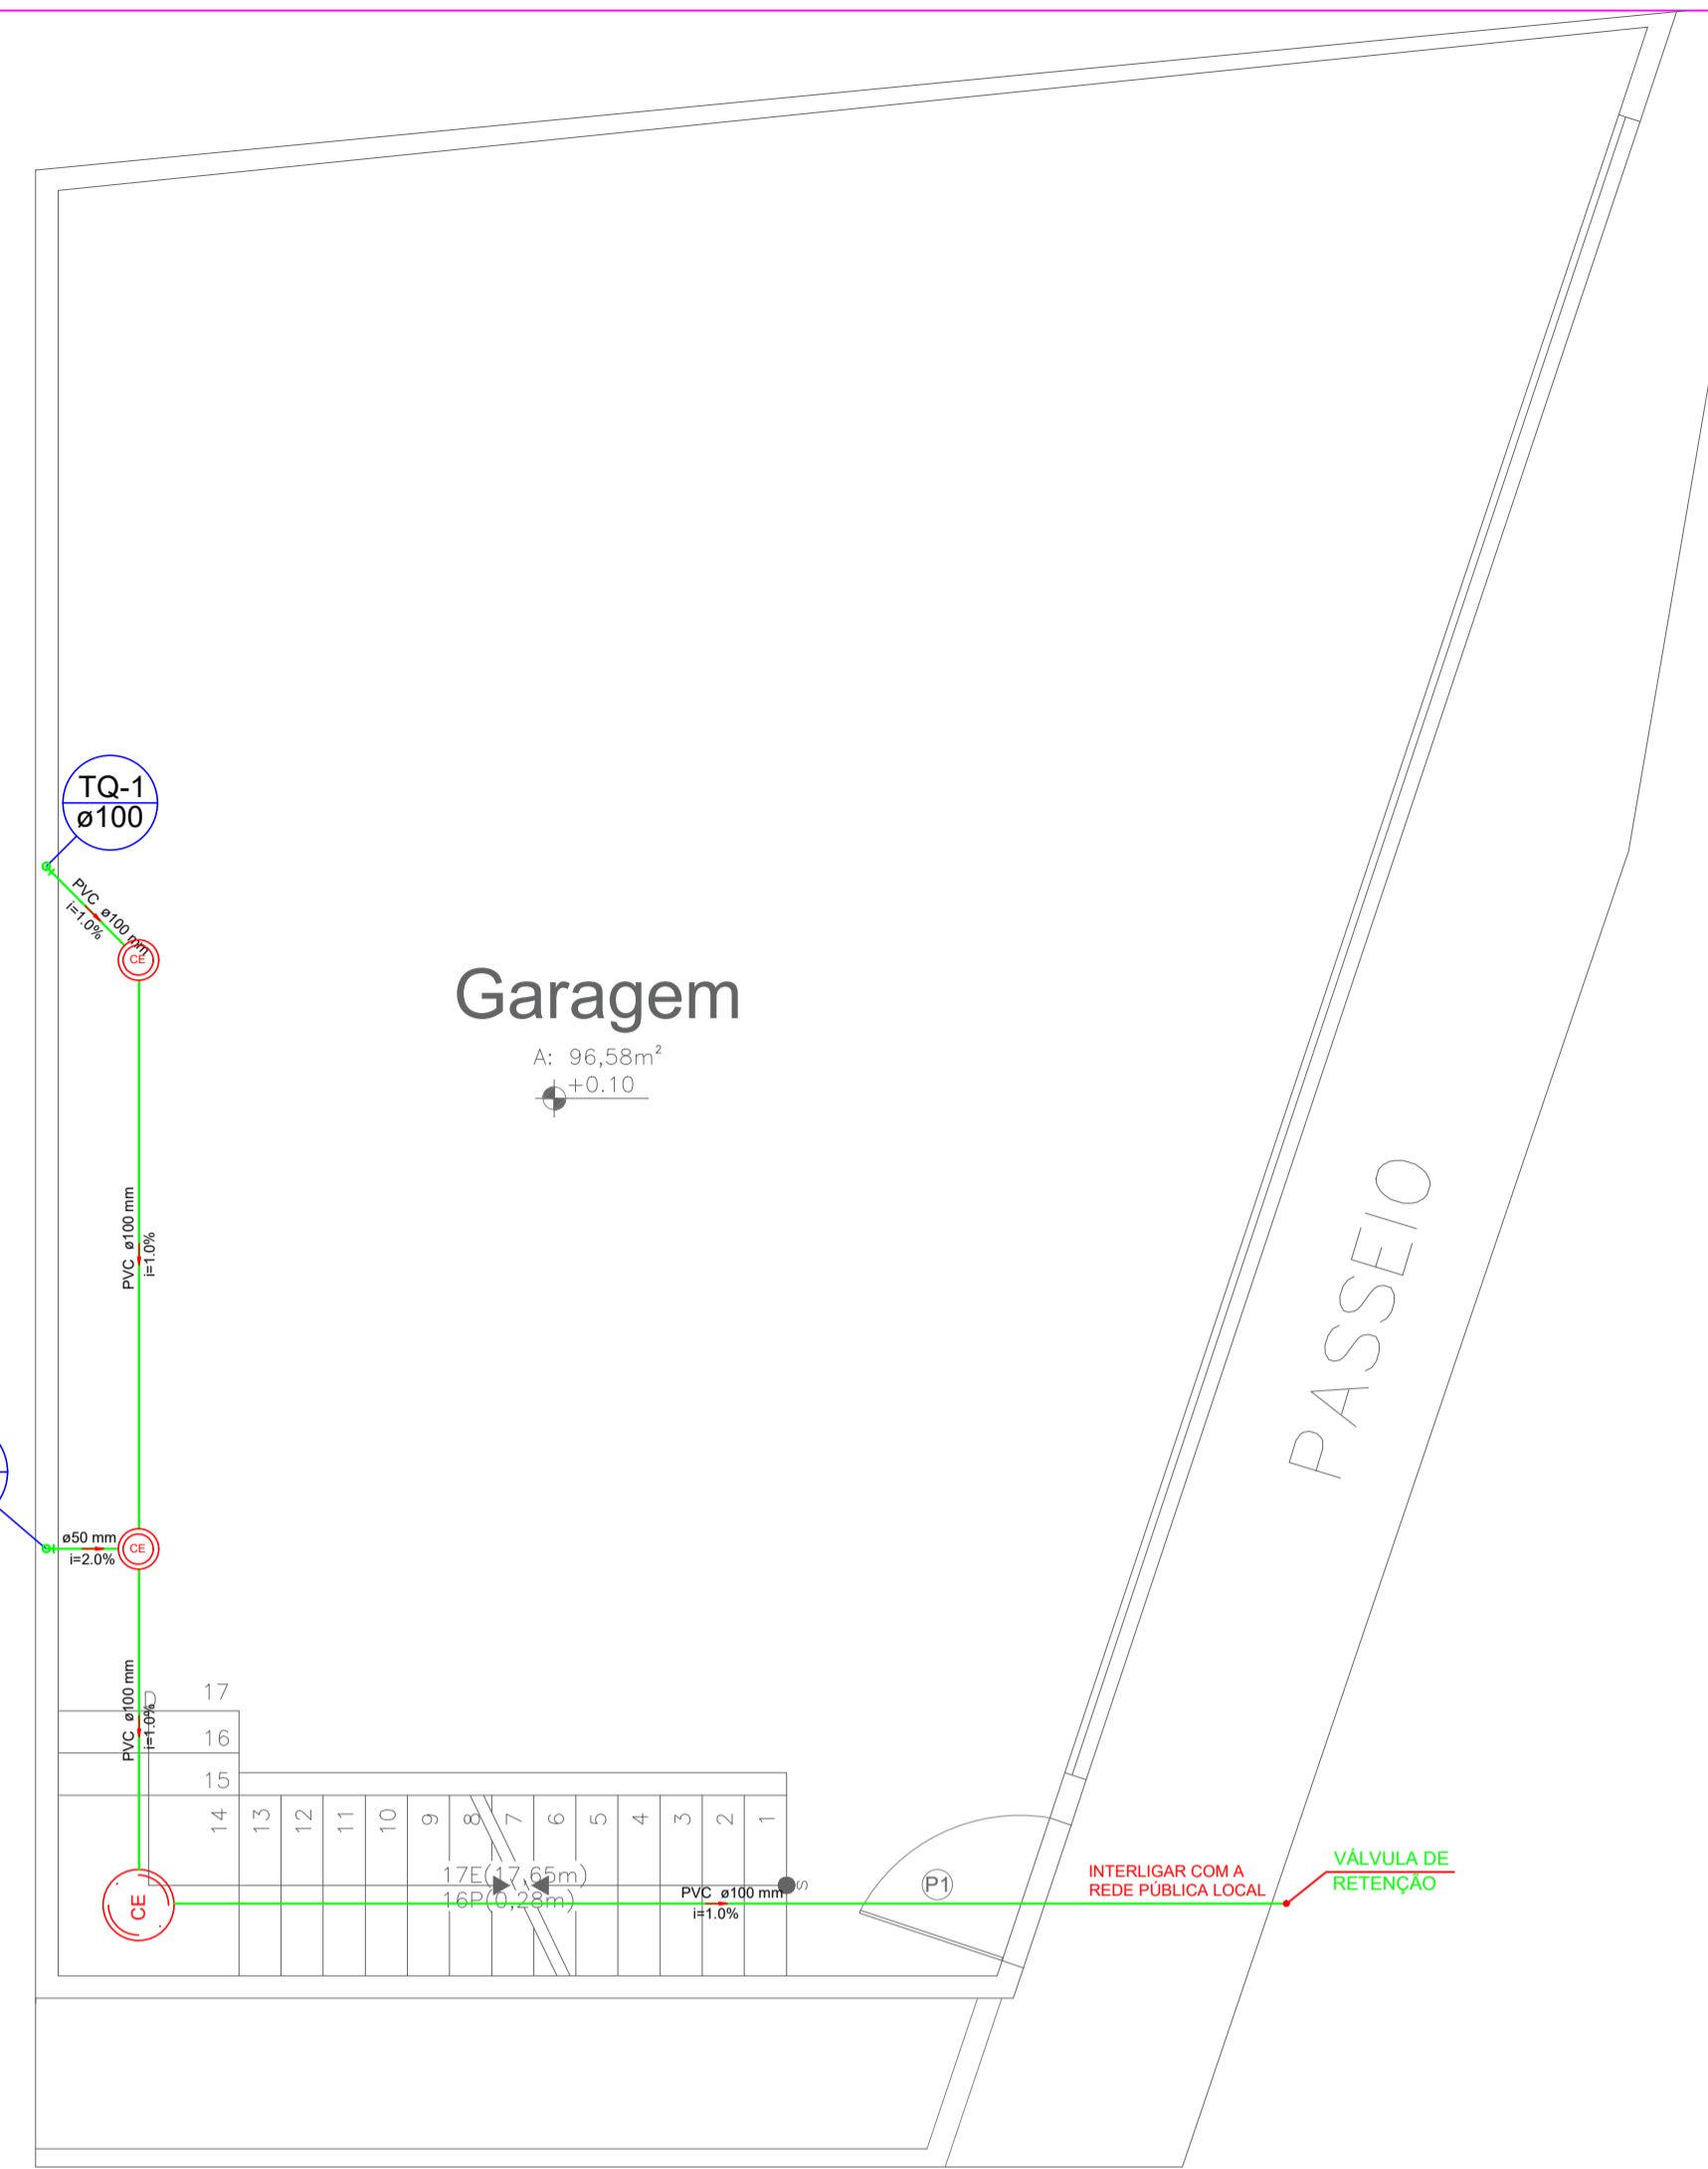 TQ-1
ø100
PVC ø100 mm
i=1.0%
CE
Garagem
A: 96,58m²
+0.10
PVC ø100 mm
i=1.0%
PASSEIO
ø50 mm
i=2.0%
CE
PVC ø100 mm
i=1.0%
D
17
16
15
14
13
12
11
10
9
8
7
6
5
4
3
2
1
17E(17,65m)
16P(0,28m)
S
PVC ø100 mm
i=1.0%
CE
P1
INTERLIGAR COM A
REDE PÚBLICA LOCAL
VÁLVULA DE
RETENÇÃO